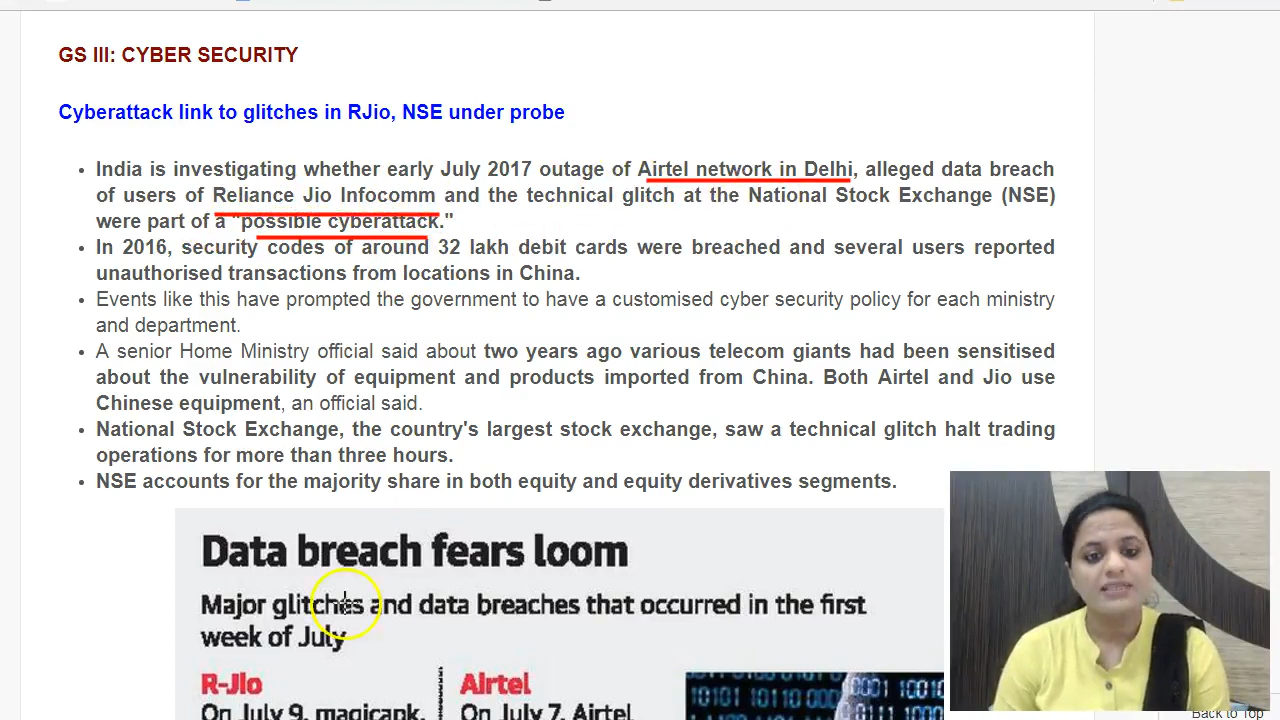 GS III: CYBER SECURITY
Cyberattack link to glitches in RJio, NSE under probe
• India is investigating whether early July 2017 outage of Airtel network in Delhi, alleged data breach
of users of Reliance Jio Infocomm and the technical glitch at the National Stock Exchange (NSE)
were part of a "possible cyberattack."
• In 2016, security codes of around 32 lakh debit cards were breached and several users reported
unauthorised transactions from locations in China.
• Events like this have prompted the government to have a customised cyber security policy for each ministry
and department.
• A senior Home Ministry official said about two years ago various telecom giants had been sensitised
about the vulnerability of equipment and products imported from China. Both Airtel and Jio use
Chinese equipment, an official said.
• National Stock Exchange, the country's largest stock exchange, saw a technical glitch halt trading
operations for more than three hours.
• NSE accounts for the majority share in both equity and equity derivatives segments.
Data breach fears loom
Major glitches and data breaches that occurred in the first
week of July
R-Jio
On July 9, magicapk.
Airtel
On July 7, Airtel
Back to Top